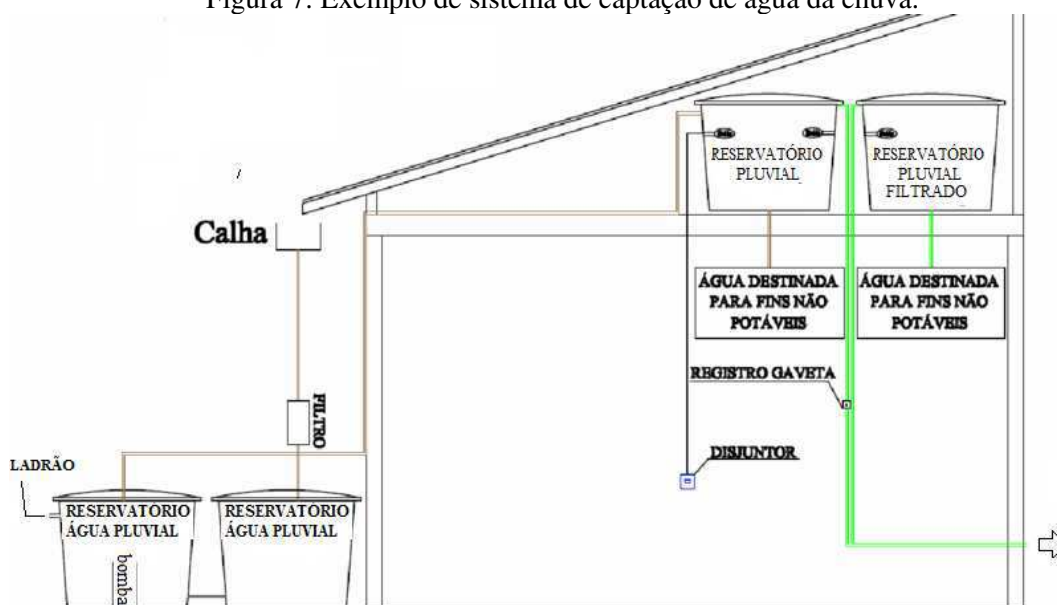 Figura 7: Exemplo de sistema de captação de água da chuva.
RESERVATÓRIO
PLUVIAL
RESERVATÓRIO
PLUVIAL
FILTRADO
Calha
ÁGUA DESTINADA
PARA FINS NÃO
POTÁVEIS
ÁGUA DESTINADA
PARA FINS NÃO
POTÁVEIS
REGISTRO GAVETA
FILTRO
DISJUNTOR
LADRÃO
RESERVATÓRIO
ÁGUA PLUVIAL
RESERVATÓRIO
ÁGUA PLUVIAL
bomba